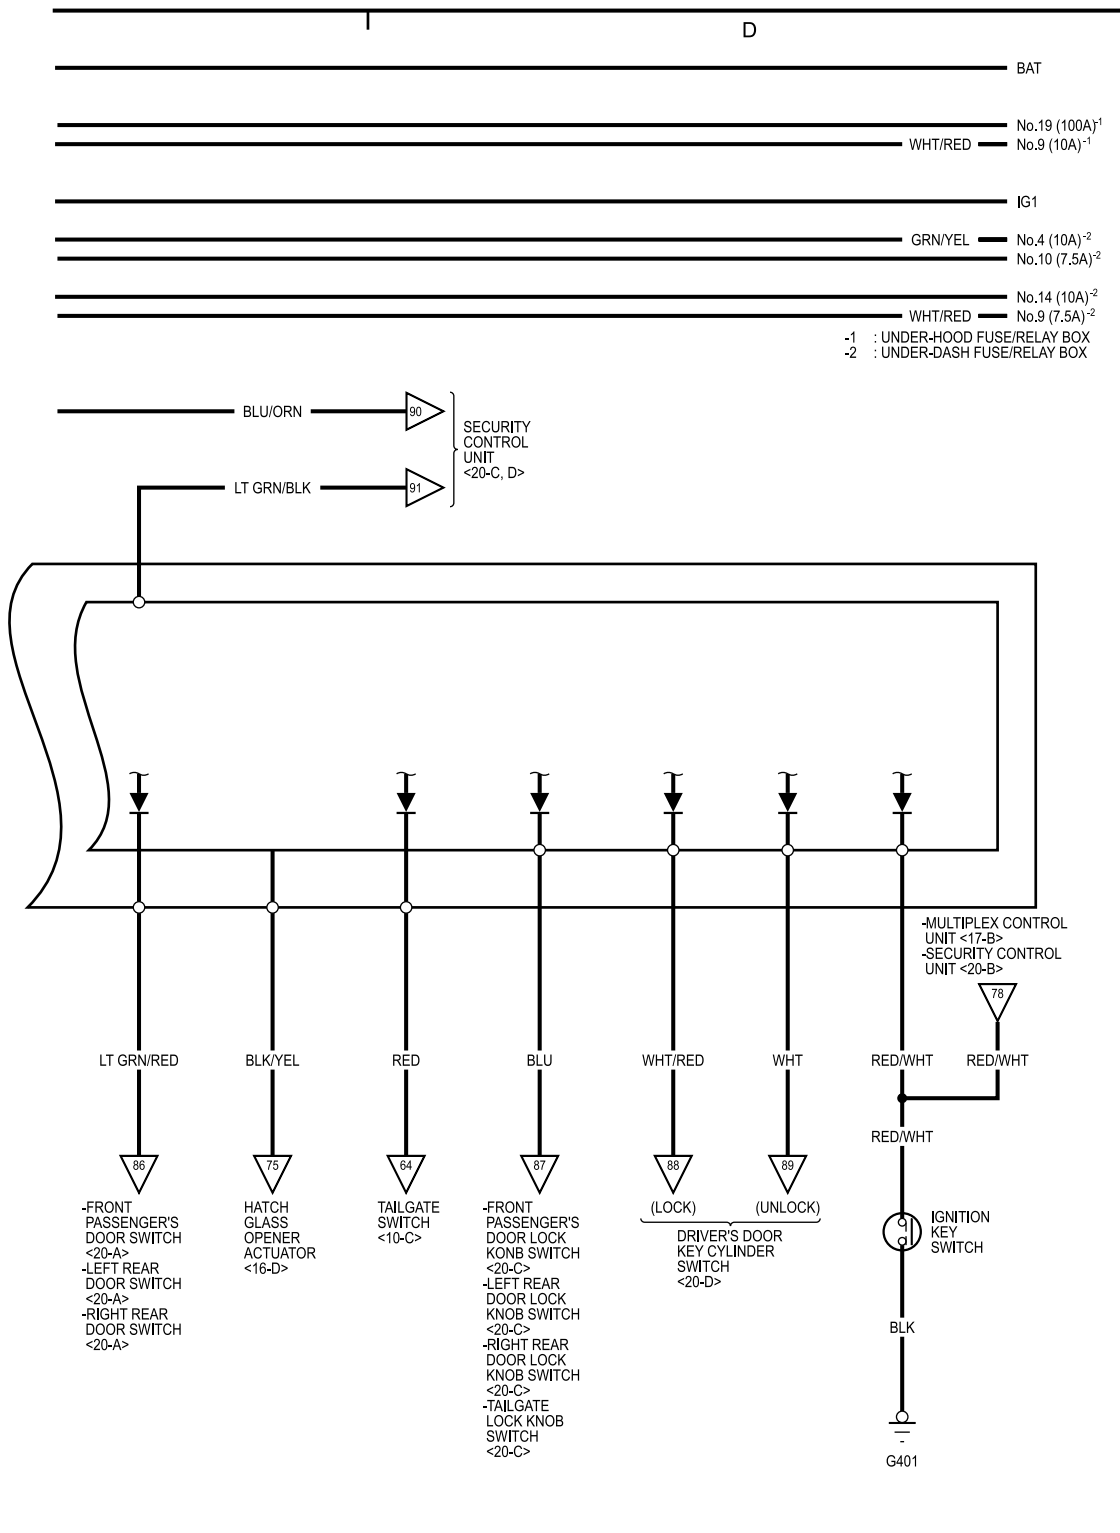 D
BAT
No.19 (100A)-1
WHT/RED No.9 (10A)-1
IG1
GRN/YEL No.4 (10A)-2
No.10 (7.5A)-2
No.14 (10A)-2
WHT/RED No.9 (7.5A)-2
-1 : UNDER-HOOD FUSE/RELAY BOX
-2 : UNDER-DASH FUSE/RELAY BOX
BLU/ORN 90
SECURITY
CONTROL
UNIT
<20-C, D>
LT GRN/BLK 91
-MULTIPLEX CONTROL
UNIT <17-B>
-SECURITY CONTROL
UNIT <20-B>
78
LT GRN/RED BLK/YEL RED BLU WHT/RED WHT RED/WHT RED/WHT
RED/WHT
86 75 64 87 88 89
-FRONT
PASSENGER'S
DOOR SWITCH
<20-A>
-LEFT REAR
DOOR SWITCH
<20-A>
-RIGHT REAR
DOOR SWITCH
<20-A>
HATCH
GLASS
OPENER
ACTUATOR
<16-D>
TAILGATE
SWITCH
<10-C>
-FRONT
PASSENGER'S
DOOR LOCK
KONB SWITCH
<20-C>
-LEFT REAR
DOOR LOCK
KNOB SWITCH
<20-C>
-RIGHT REAR
DOOR LOCK
KNOB SWITCH
<20-C>
-TAILGATE
LOCK KNOB
SWITCH
<20-C>
(LOCK) (UNLOCK)
DRIVER'S DOOR
KEY CYLINDER
SWITCH
<20-D>
IGNITION
KEY
SWITCH
BLK
G401